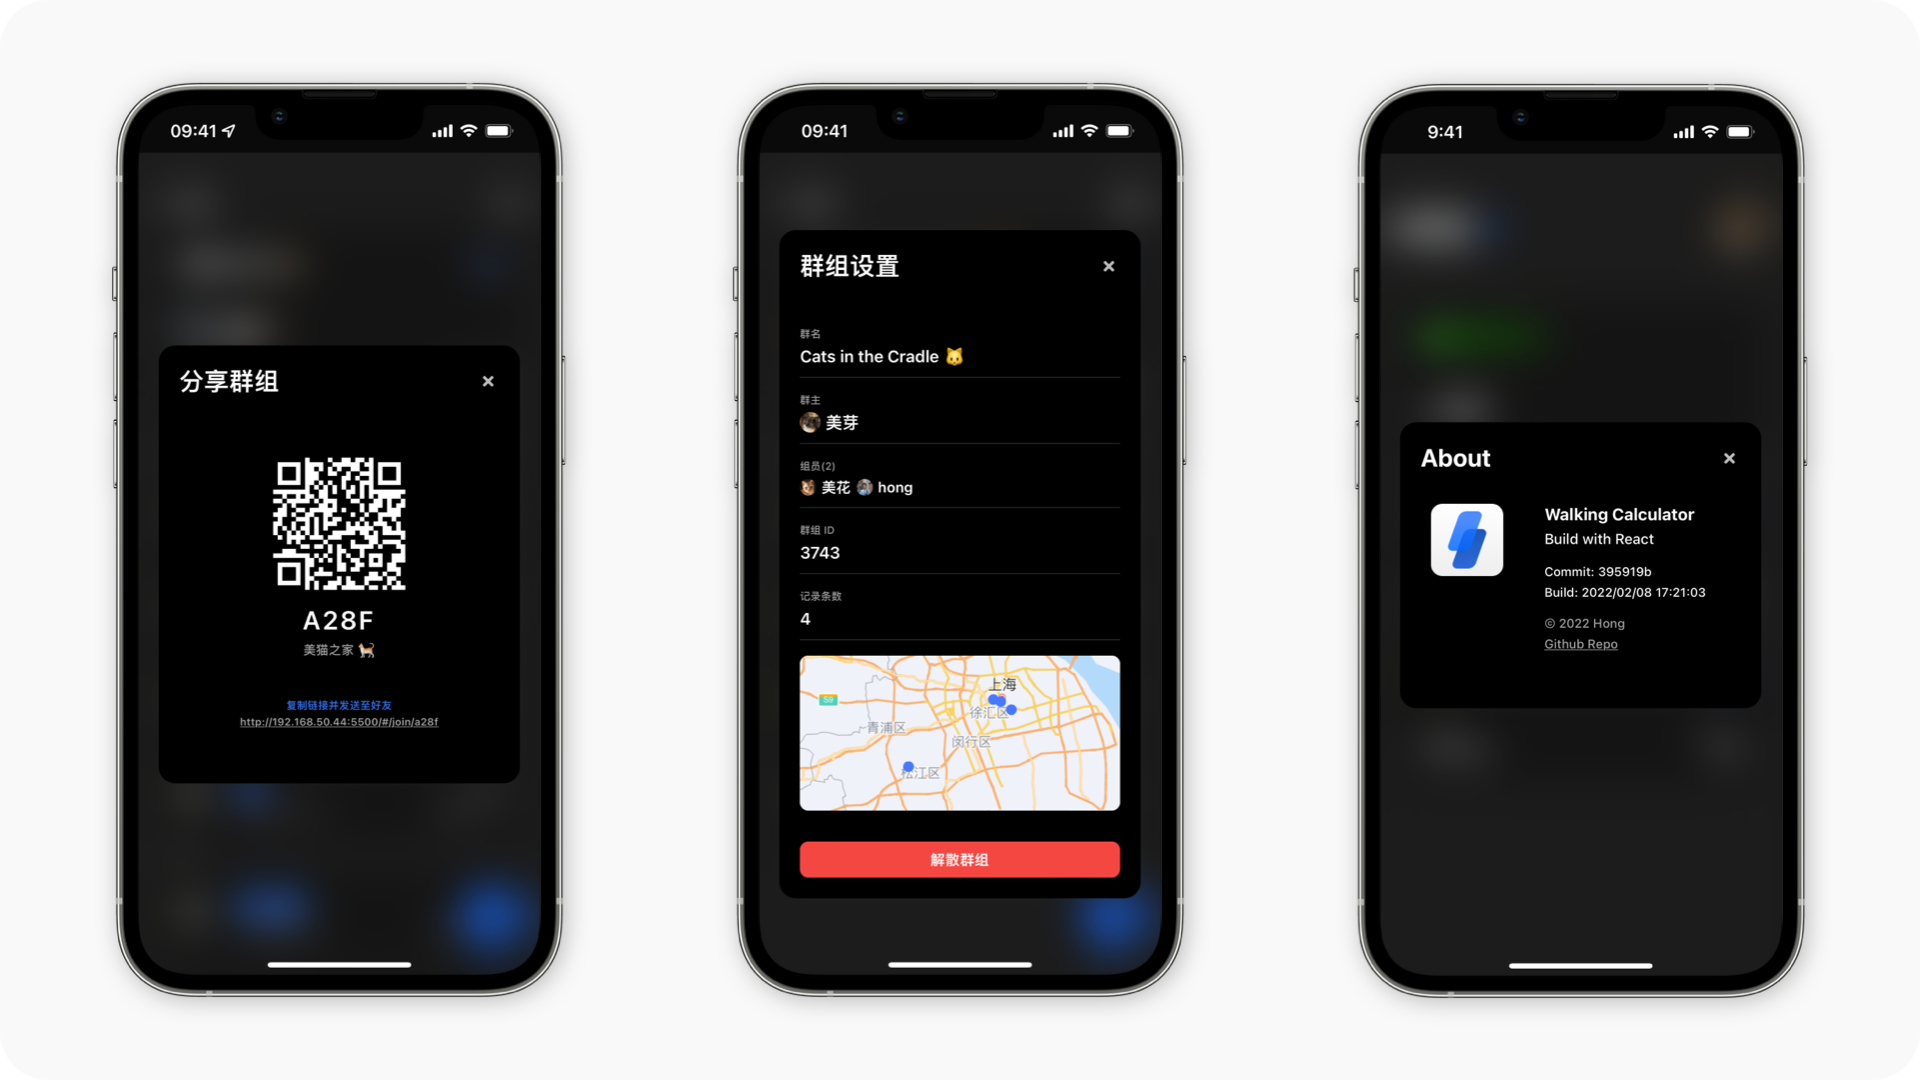 09:41
分享群组
A28F
美猫之家 🐈
复制链接并发送至好友
http://192.168.50.44:5500/#/join/a28f
09:41
群组设置
群名
Cats in the Cradle 🐱
群主
美芽
组员(2)
美花 hong
群组 ID
3743
记录条数
4
上海
徐汇区
青浦区
闵行区
松江区
解散群组
9:41
About
Walking Calculator
Build with React
Commit: 395919b
Build: 2022/02/08 17:21:03
© 2022 Hong
Github Repo